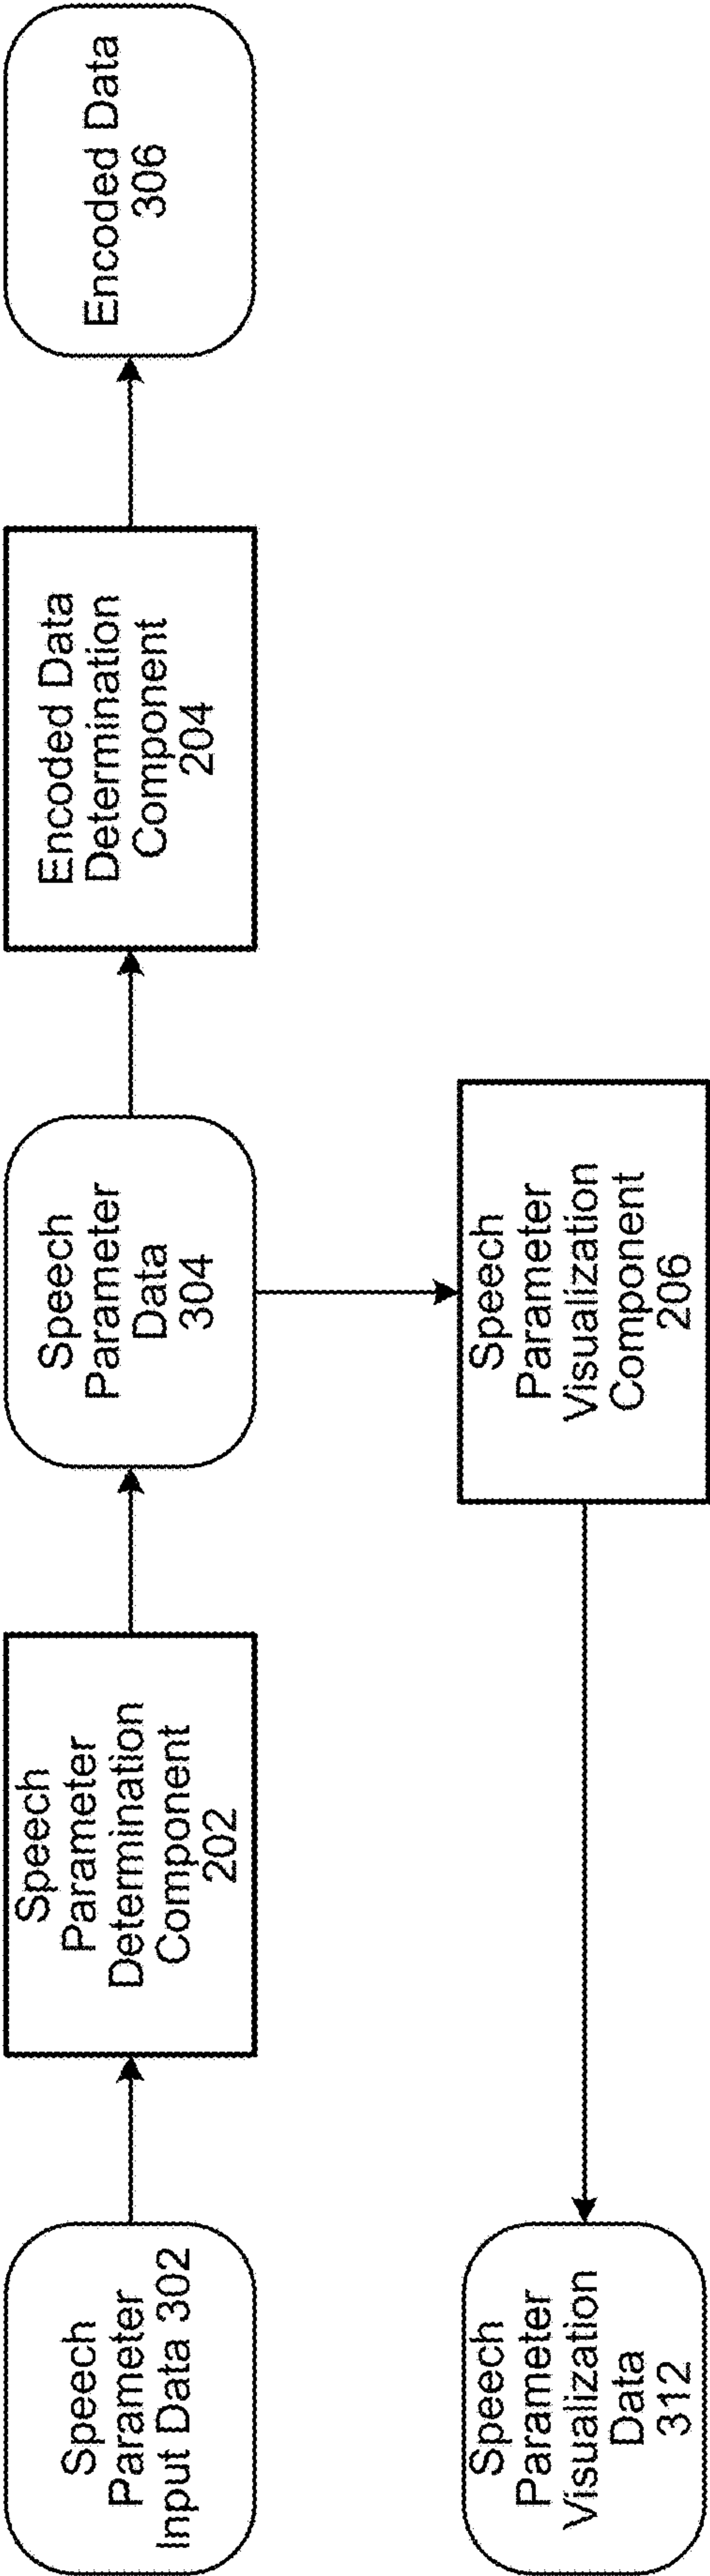 Speech
Parameter
Input Data 302
Speech
Parameter
Determination
Component
202
Speech
Parameter
Data
304
Encoded Data
Determination
Component
204
Encoded Data
306
Speech
Parameter
Visualization
Data
312
Speech
Parameter
Visualization
Component
206